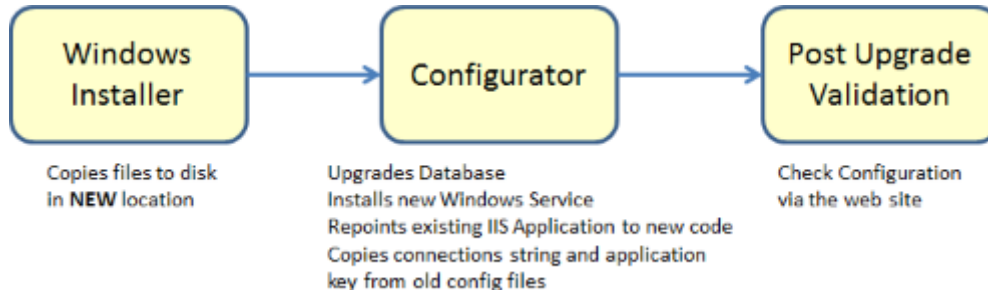 Windows
Installer
Configurator
Post Upgrade
Validation
Copies files to disk
in NEW location
Upgrades Database
Installs new Windows Service
Repoints existing IIS Application to new code
Copies connections string and application
key from old config files
Check Configuration
via the web site